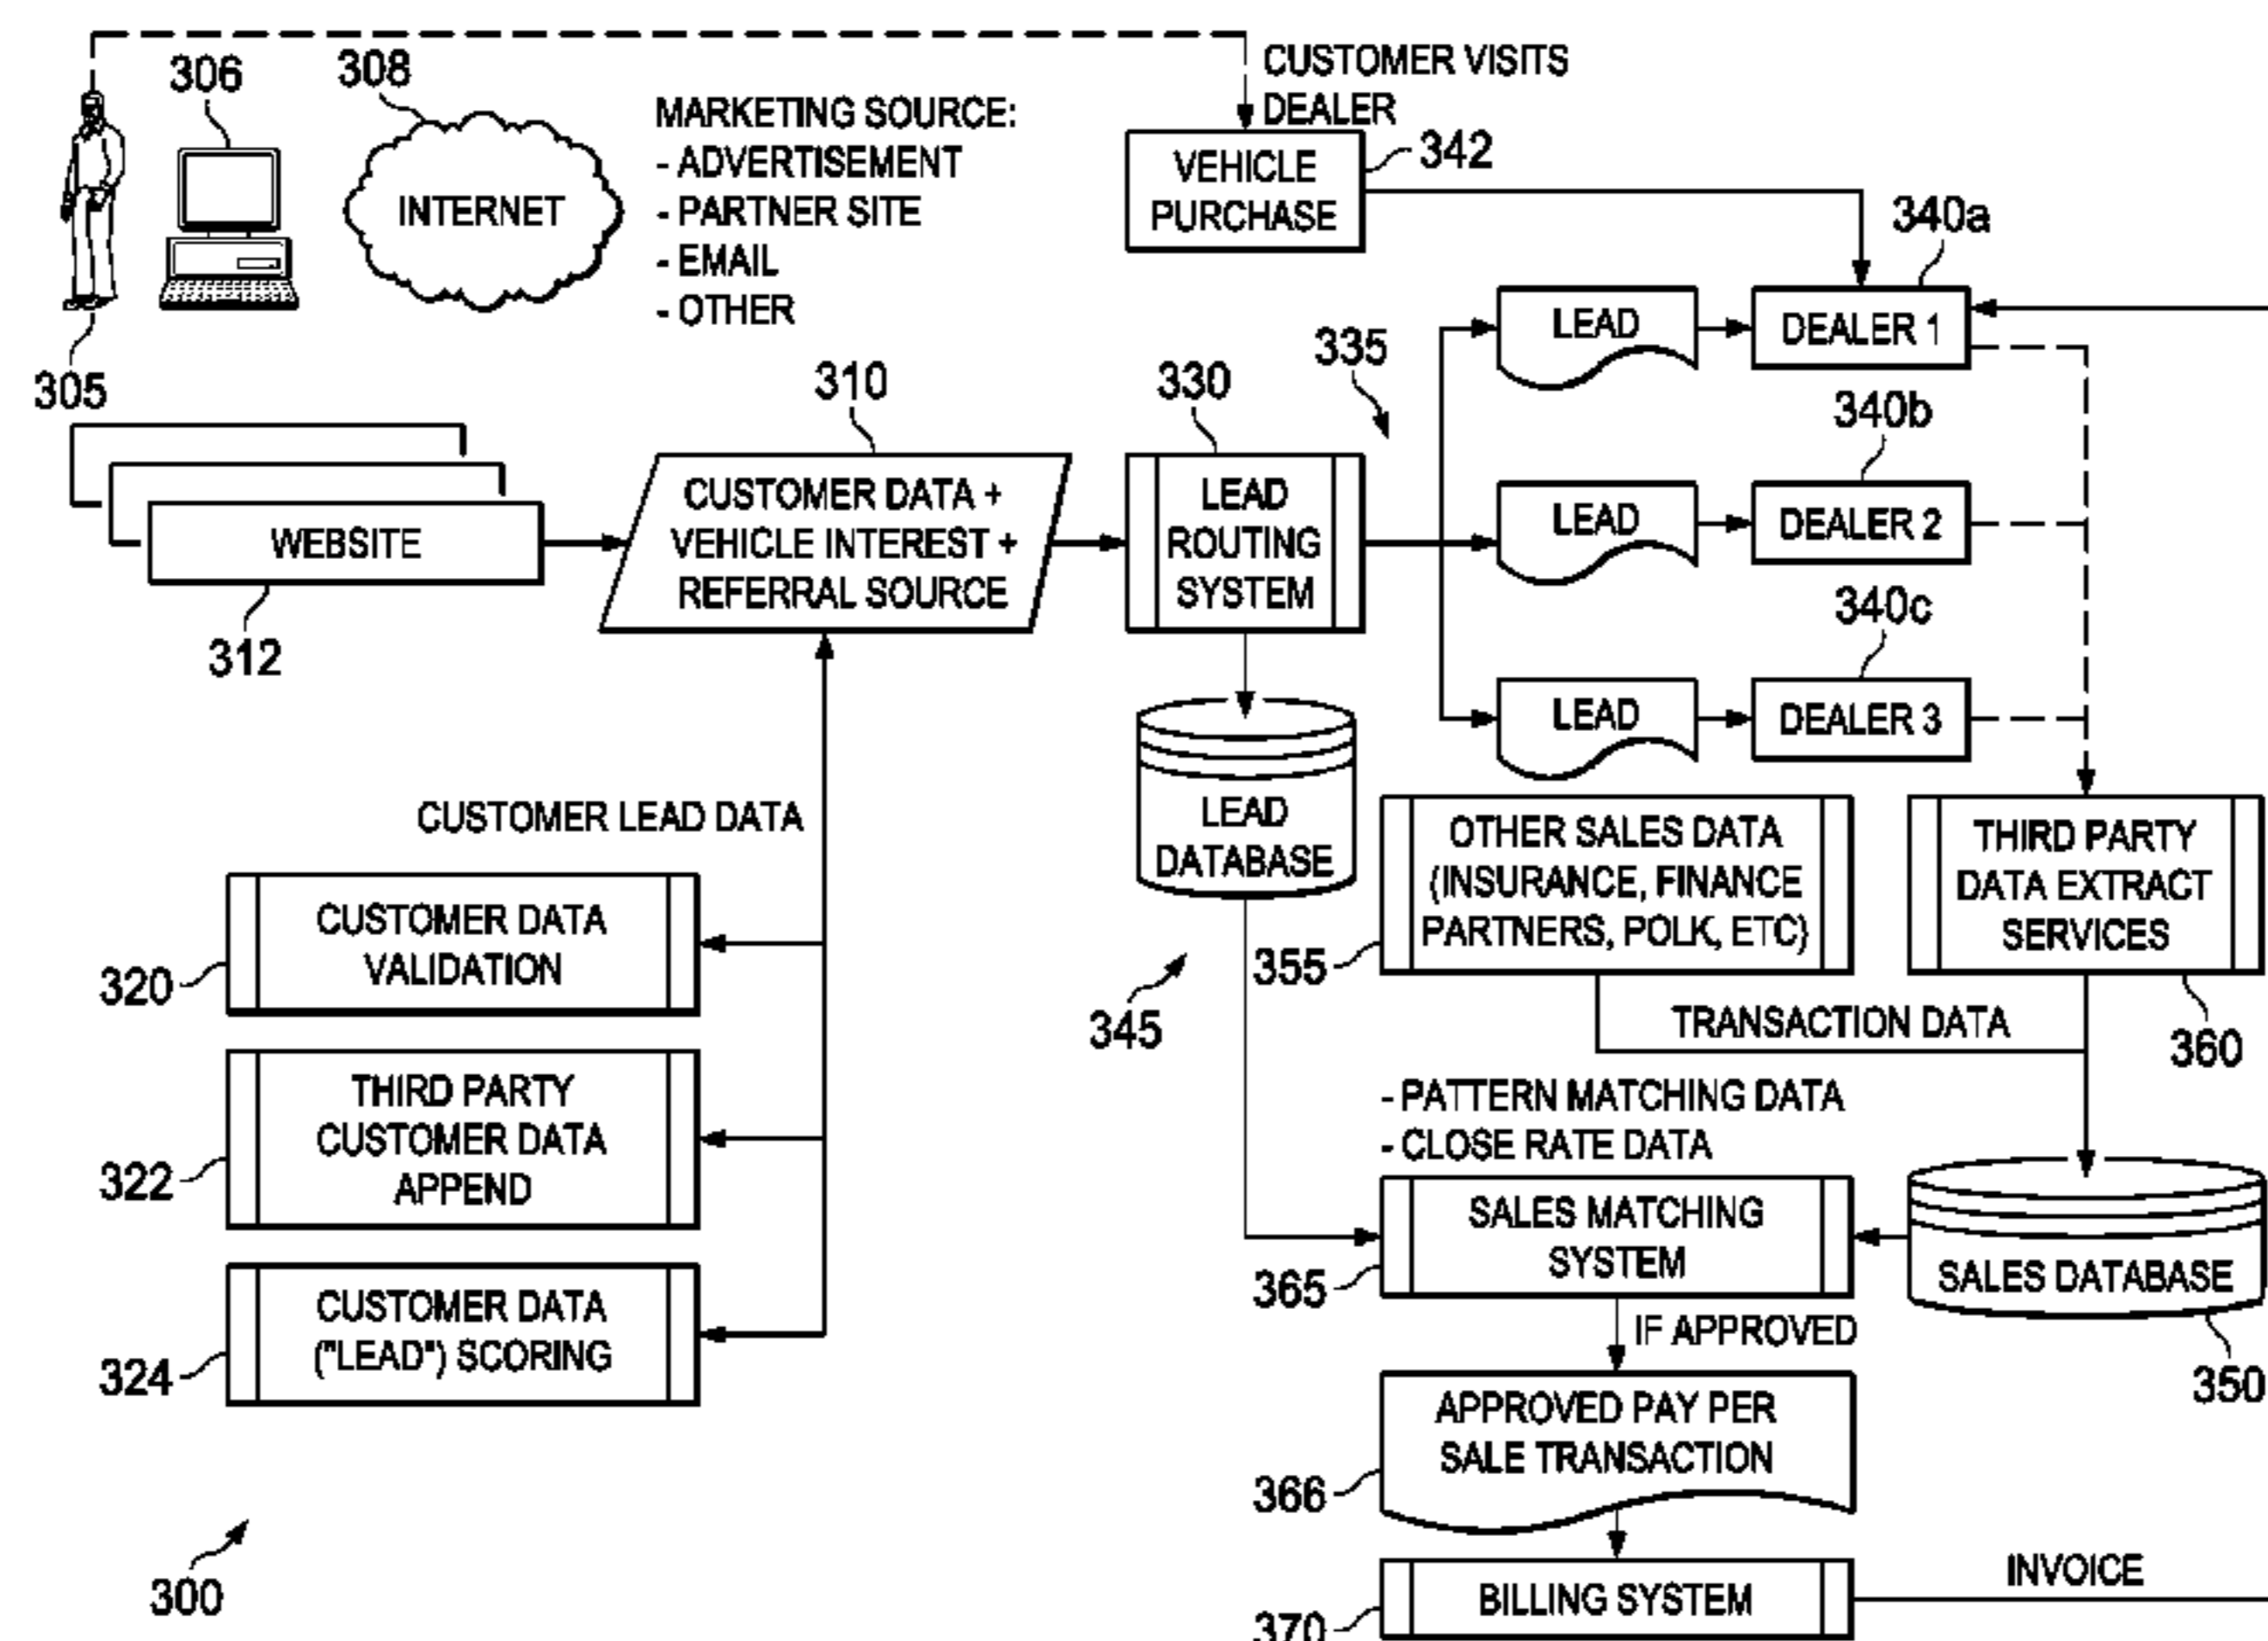 306
308
MARKETING SOURCE:
- ADVERTISEMENT
- PARTNER SITE
- EMAIL
- OTHER
INTERNET
305
CUSTOMER VISITS
DEALER
VEHICLE
PURCHASE
342
340a
LEAD
DEALER 1
335
340b
LEAD
DEALER 2
340c
LEAD
DEALER 3
310
330
WEBSITE
312
CUSTOMER DATA +
VEHICLE INTEREST +
REFERRAL SOURCE
LEAD
ROUTING
SYSTEM
CUSTOMER LEAD DATA
LEAD
DATABASE
345
OTHER SALES DATA
(INSURANCE, FINANCE
PARTNERS, POLK, ETC)
355
THIRD PARTY
DATA EXTRACT
SERVICES
360
TRANSACTION DATA
CUSTOMER DATA
VALIDATION
320
THIRD PARTY
CUSTOMER DATA
APPEND
322
CUSTOMER DATA
("LEAD") SCORING
324
- PATTERN MATCHING DATA
- CLOSE RATE DATA
SALES MATCHING
SYSTEM
365
SALES DATABASE
350
IF APPROVED
APPROVED PAY PER
SALE TRANSACTION
366
BILLING SYSTEM
370
INVOICE
300